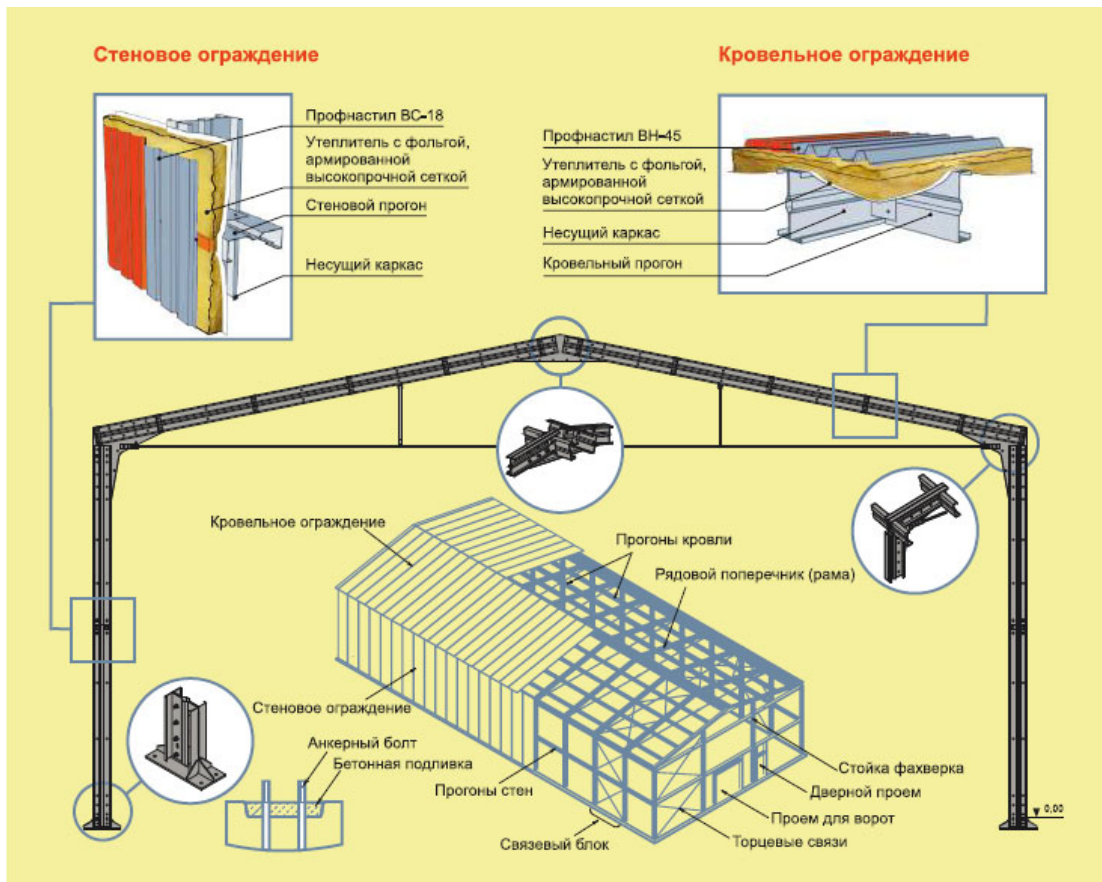 Стеновое ограждение
Профнастил ВС-18
Утеплитель с фольгой,
армированной
высокопрочной сеткой
Стеновой прогон
Несущий каркас
Кровельное ограждение
Профнастил ВН-45
Утеплитель с фольгой,
армированной
высокопрочной сеткой
Несущий каркас
Кровельный прогон
Кровельное ограждение
Прогоны кровли
Рядовой поперечник (рама)
Стеновое ограждение
Анкерный болт
Бетонная подливка
Прогоны стен
Связевый блок
Стойка фахверка
Дверной проем
Проем для ворот
Торцевые связи
0,00